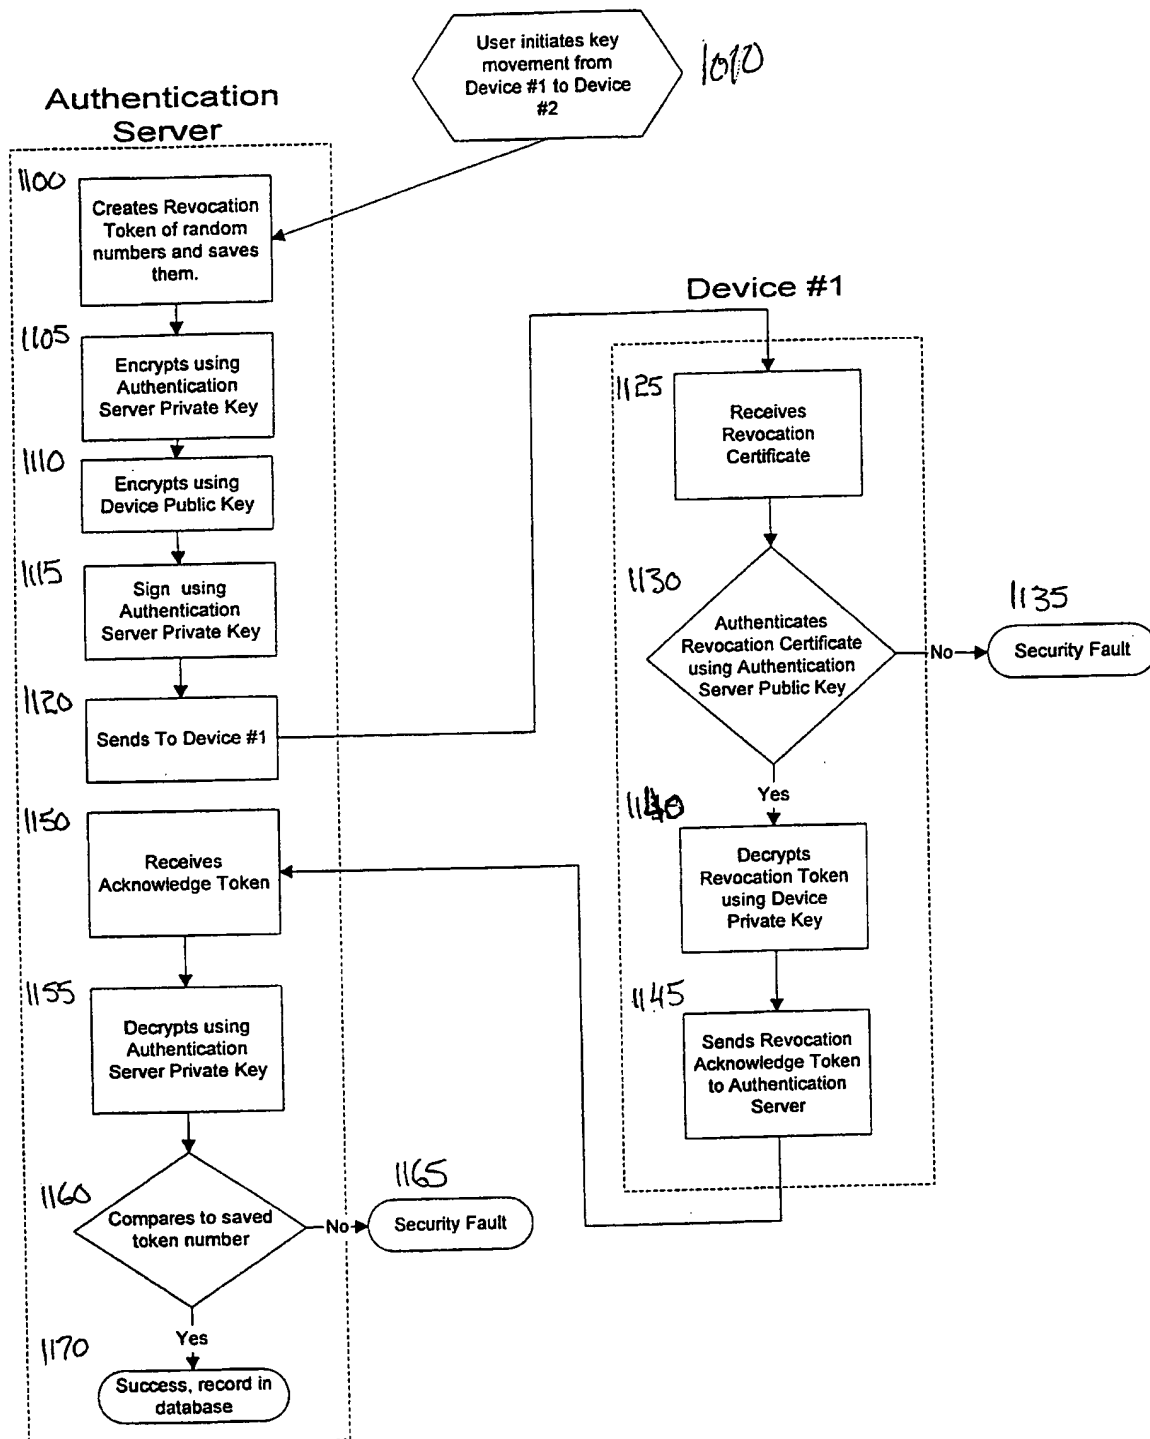 User initiates key
movement from
Device #1 to Device
#2
1010
Authentication
Server
1100
Creates Revocation
Token of random
numbers and saves
them.
1105
Encrypts using
Authentication
Server Private Key
1110
Encrypts using
Device Public Key
1115
Sign using
Authentication
Server Private Key
1120
Sends To Device #1
Device #1
1125
Receives
Revocation
Certificate
1130
Authenticates
Revocation Certificate
using Authentication
Server Public Key
No
1135
Security Fault
Yes
1140
Decrypts
Revocation Token
using Device
Private Key
1145
Sends Revocation
Acknowledge Token
to Authentication
Server
1150
Receives
Acknowledge Token
1155
Decrypts using
Authentication
Server Private Key
1160
Compares to saved
token number
No
1165
Security Fault
Yes
1170
Success, record in
database